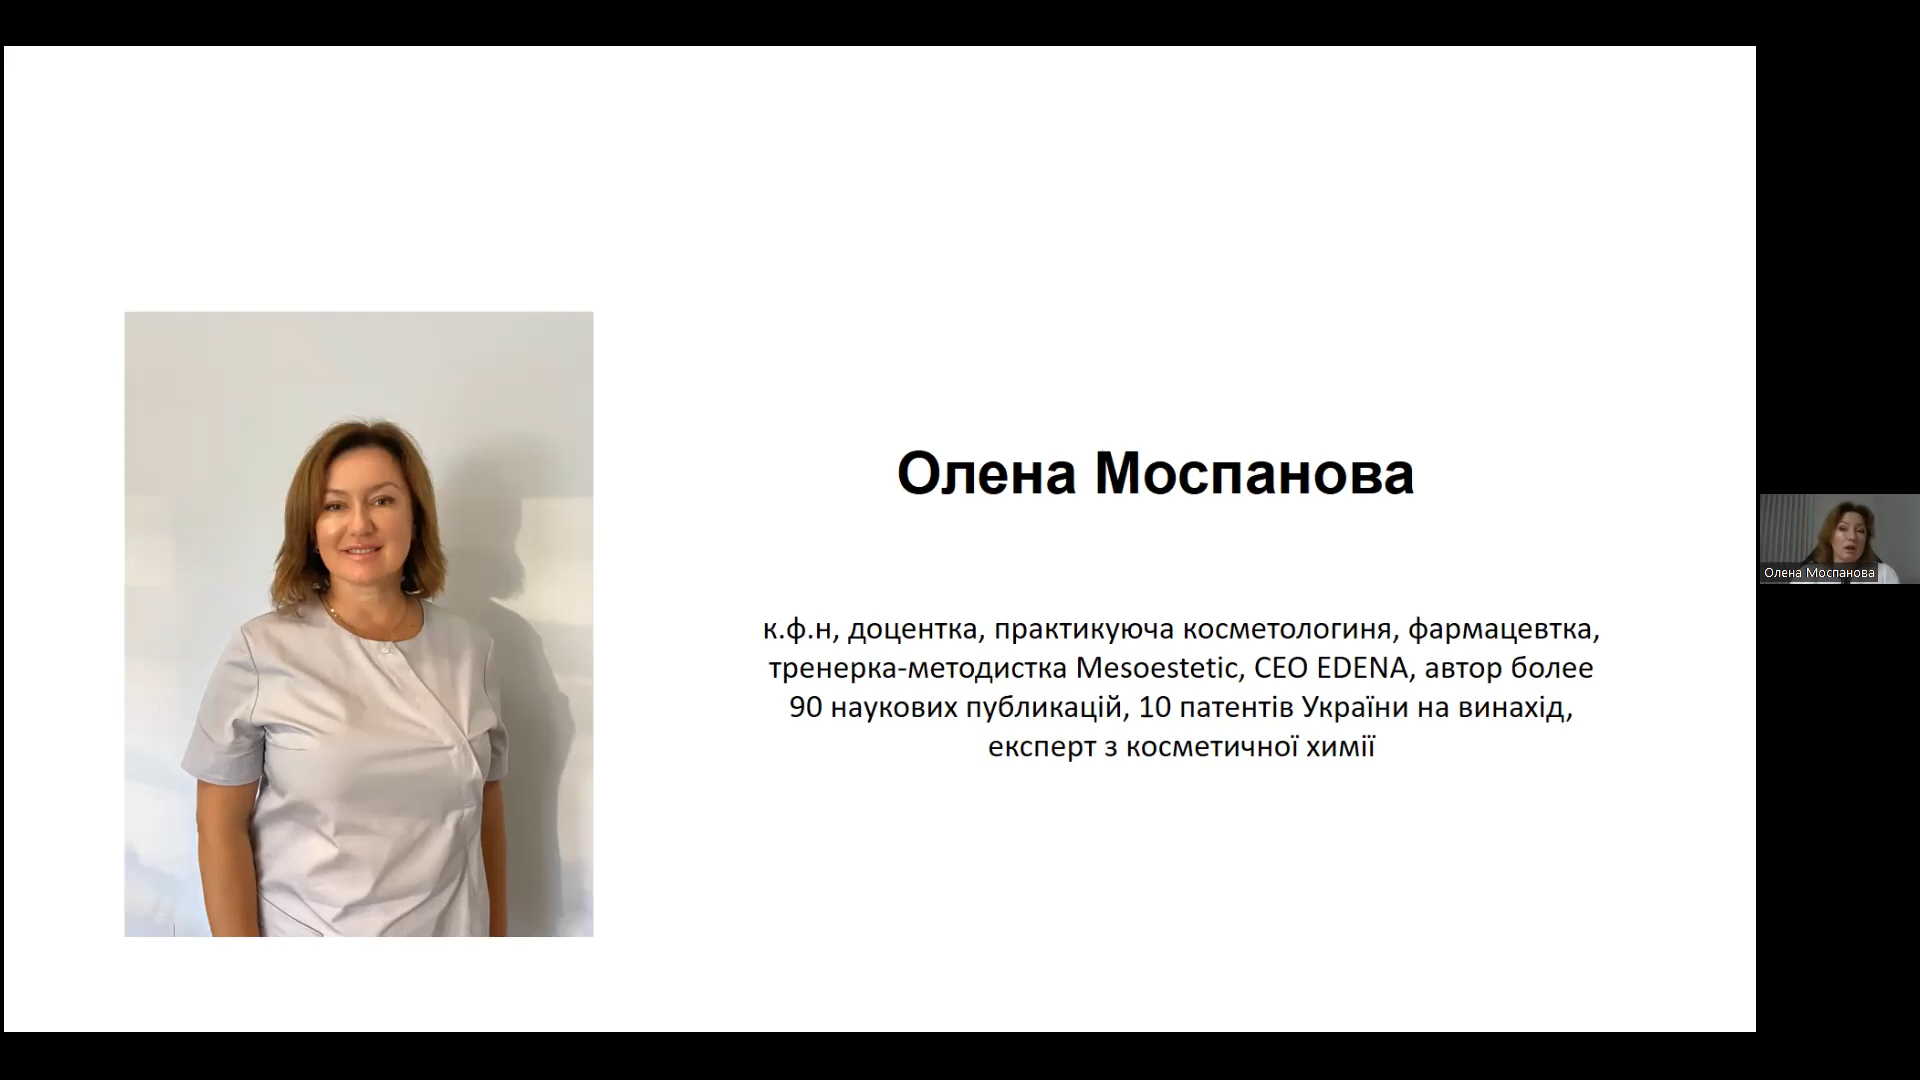 Олена Моспанова
к.ф.н, доцентка, практикуюча косметологиня, фармацевтка,
тренерка-методистка Mesoestetic, CEO EDENA, автор более
90 наукових публикацій, 10 патентів України на винахід,
експерт з косметичної химії
Олена Моспанова